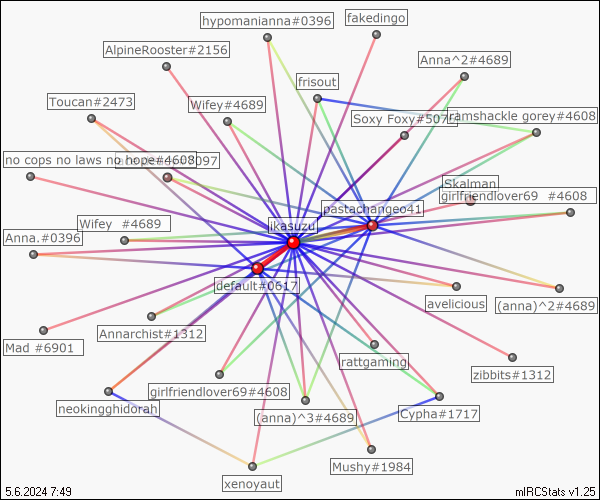 hypomanianna#0396
fakedingo
AlpineRooster#2156
Anna^2#4689
frisout
Toucan#2473
Wifey#4689
Soxy Foxy#507
ramshackle gorey#4608
no cops no laws no hope#4608
097
Skalman
girlfriendlover69 #4608
pastachangeo41
ikasuzu
Wifey #4689
Anna.#0396
default#0617
avelicious
(anna)^2#4689
Annarchist#1312
Mad #6901
rattgaming
zibbits#1312
girlfriendlover69#4608
neokingghidorah
(anna)^3#4689
Cypha#1717
Mushy#1984
xenoyaut
5.6.2024 7:49
mIRCStats v1.25